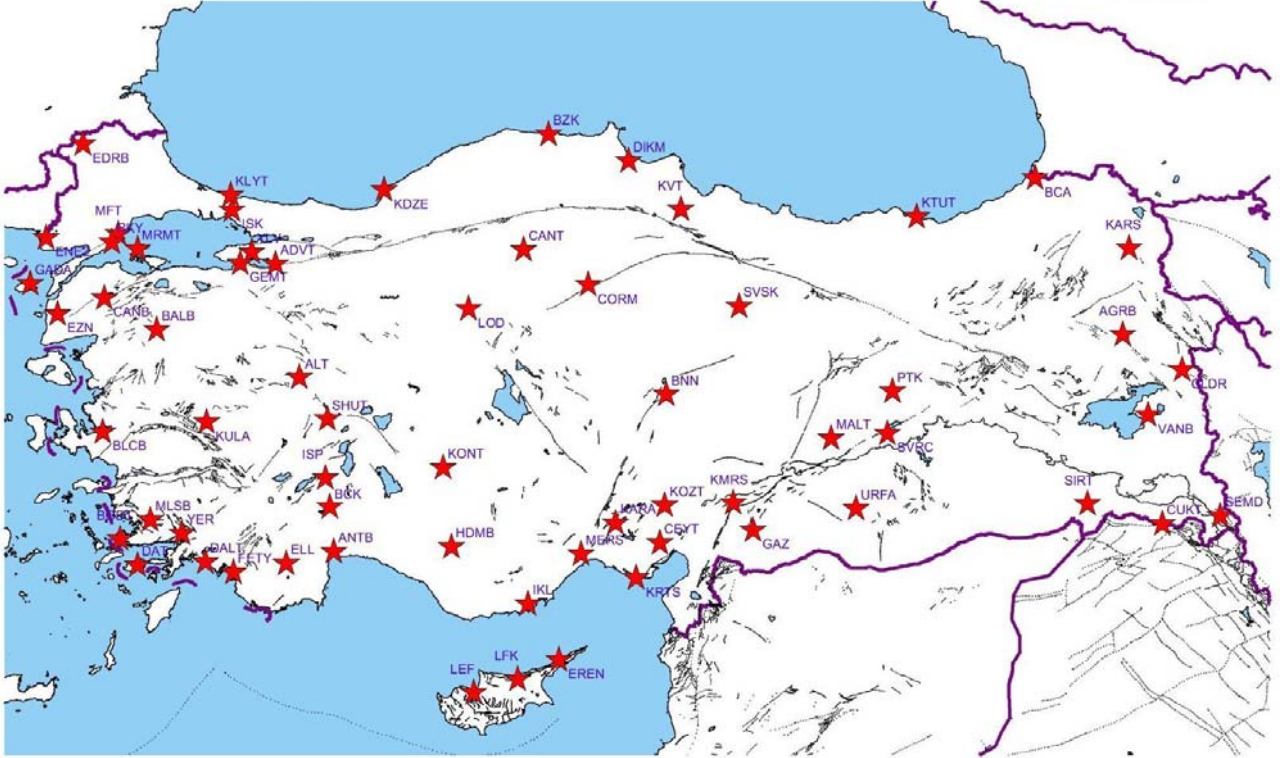 BZK
DIKM
EDRB
KLYT
KVT
BCA
KDZE
KTUT
MFT
ISK
RKY
MRMT
CANT
KARS
ENEZ
YLV
ADVT
GADA
GEMT
CORM
SVSK
CANB
AGRB
EZN
BALB
LOD
ALT
BNN
PTK
CLDR
SHUT
KULA
MALT
VANB
BLCB
SVRC
ISP
KONT
KMRS
SIRT
BCK
KOZT
URFA
SEMD
MLSB
KARA
CUKT
YER
CEYT
HDMB
ANTB
MERS
GAZ
DAT
DALT
FETY
ELL
IKL
KRTS
LFK
LEF
EREN